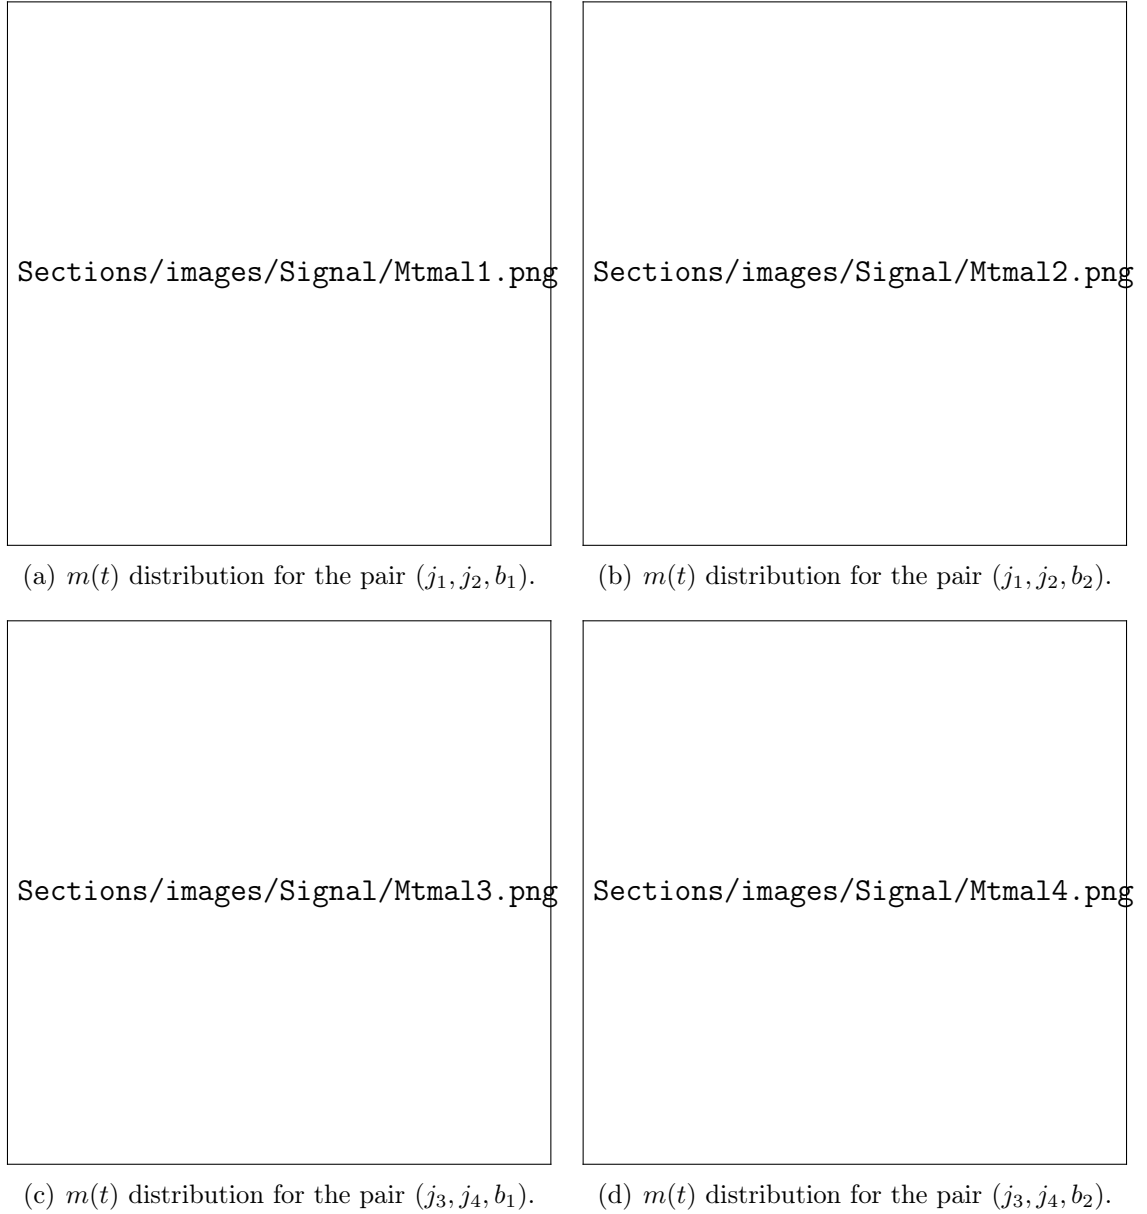 Sections/images/Signal/Mtmal1.png
Sections/images/Signal/Mtmal2.png
(a) m(t) distribution for the pair (j₁, j₂, b₁).
(b) m(t) distribution for the pair (j₁, j₂, b₂).
Sections/images/Signal/Mtmal3.png
Sections/images/Signal/Mtmal4.png
(c) m(t) distribution for the pair (j₃, j₄, b₁).
(d) m(t) distribution for the pair (j₃, j₄, b₂).